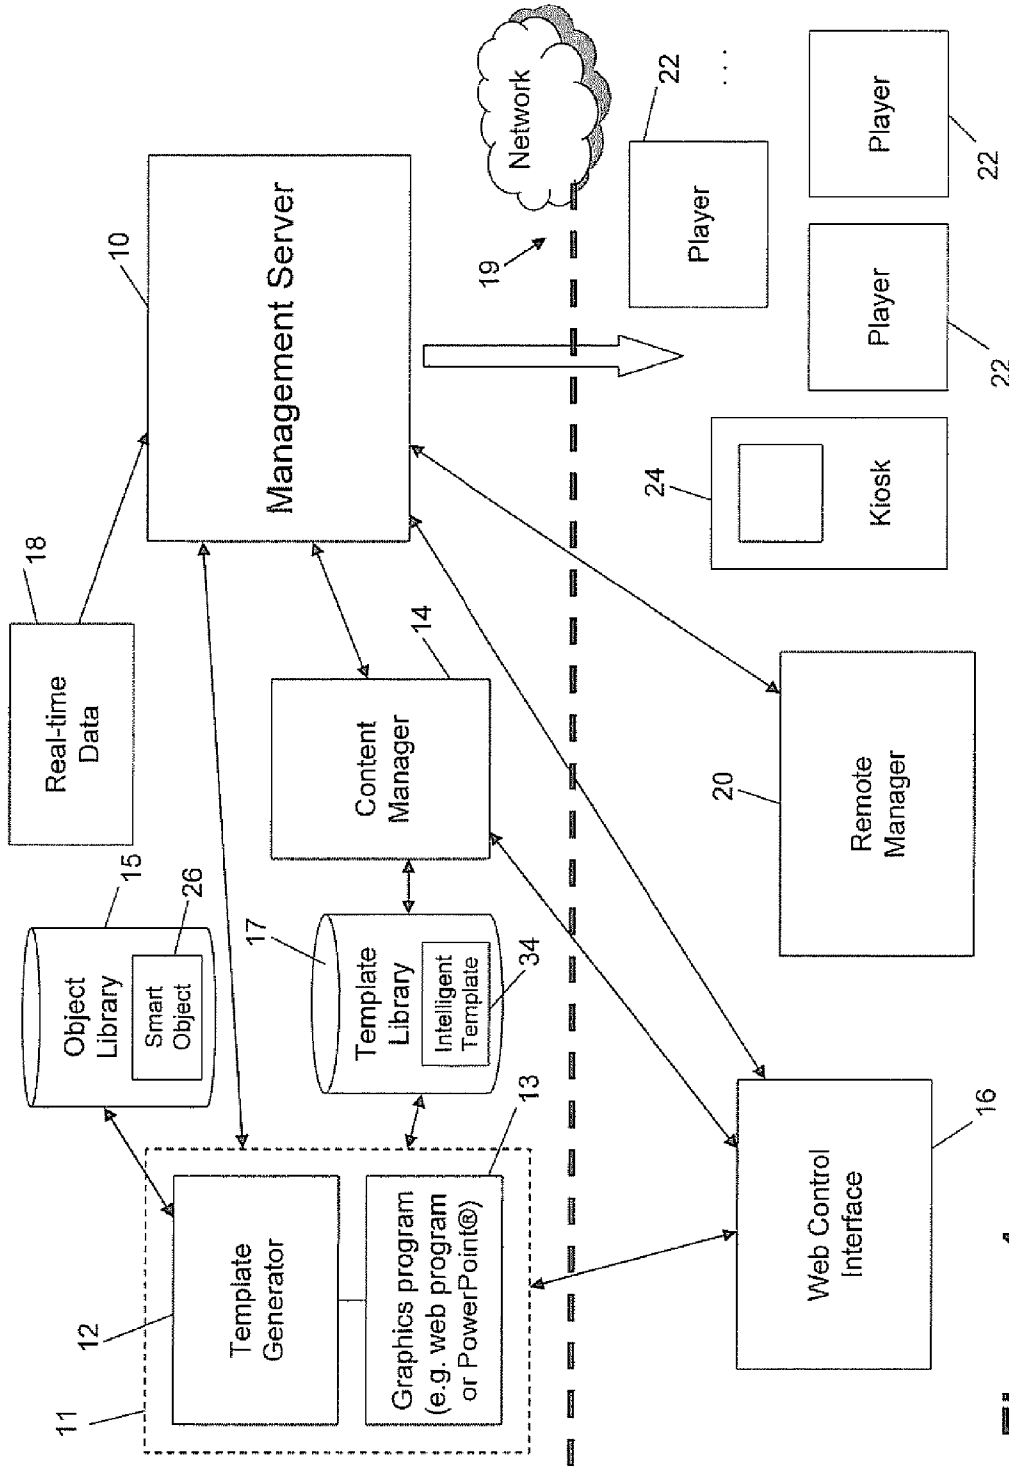 11
12
Template
Generator
Graphics program
(e.g. web program
or PowerPoint®)
13
15
Object
Library
Smart
Object
26
17
Template
Library
Intelligent
Template
34
18
Real-time
Data
Content
Manager
14
10
Management Server
19
Network
Web Control
Interface
16
20
Remote
Manager
24
Kiosk
Player
22
. . .
Player
22
Player
22